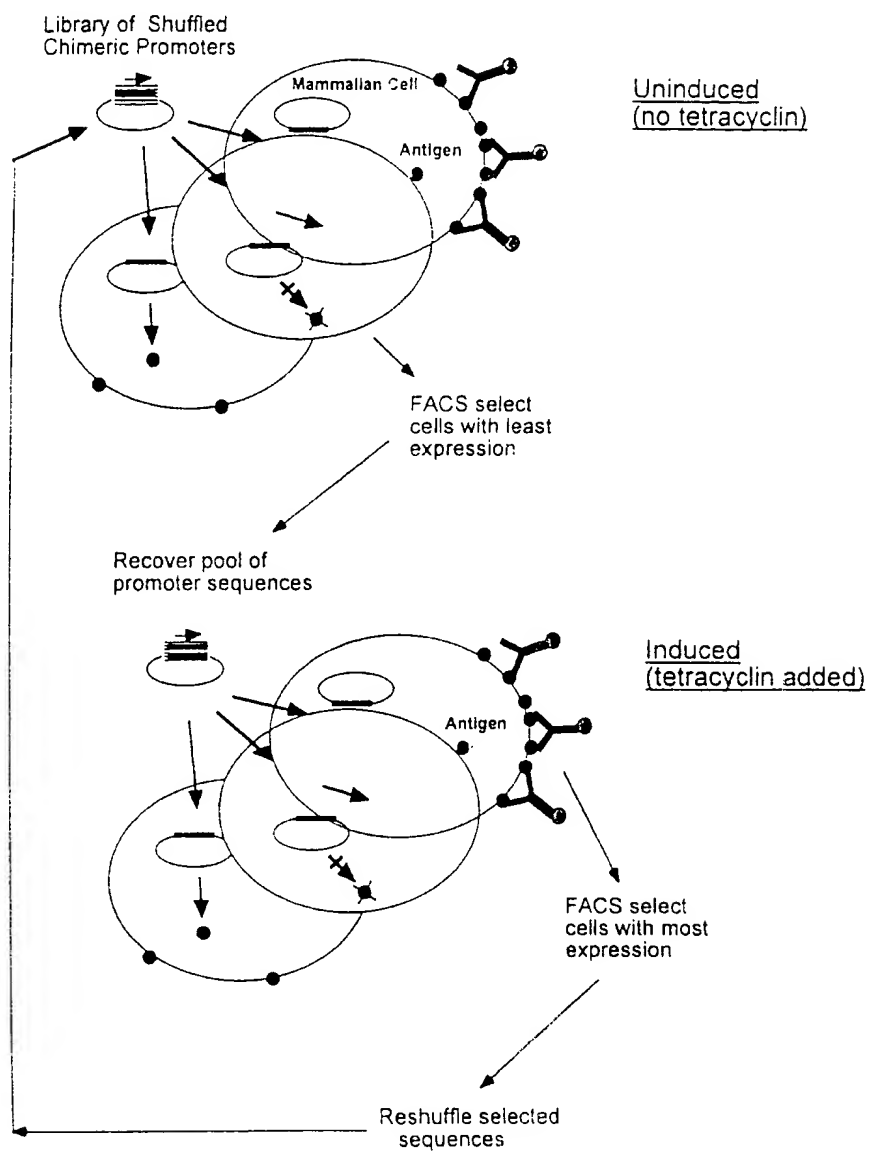 Library of Shuffled
Chimeric Promoters
Mammalian Cell
Uninduced
(no tetracyclin)
Antigen
FACS select
cells with least
expression
Recover pool of
promoter sequences
Induced
(tetracyclin added)
Antigen
FACS select
cells with most
expression
Reshuffle selected
sequences